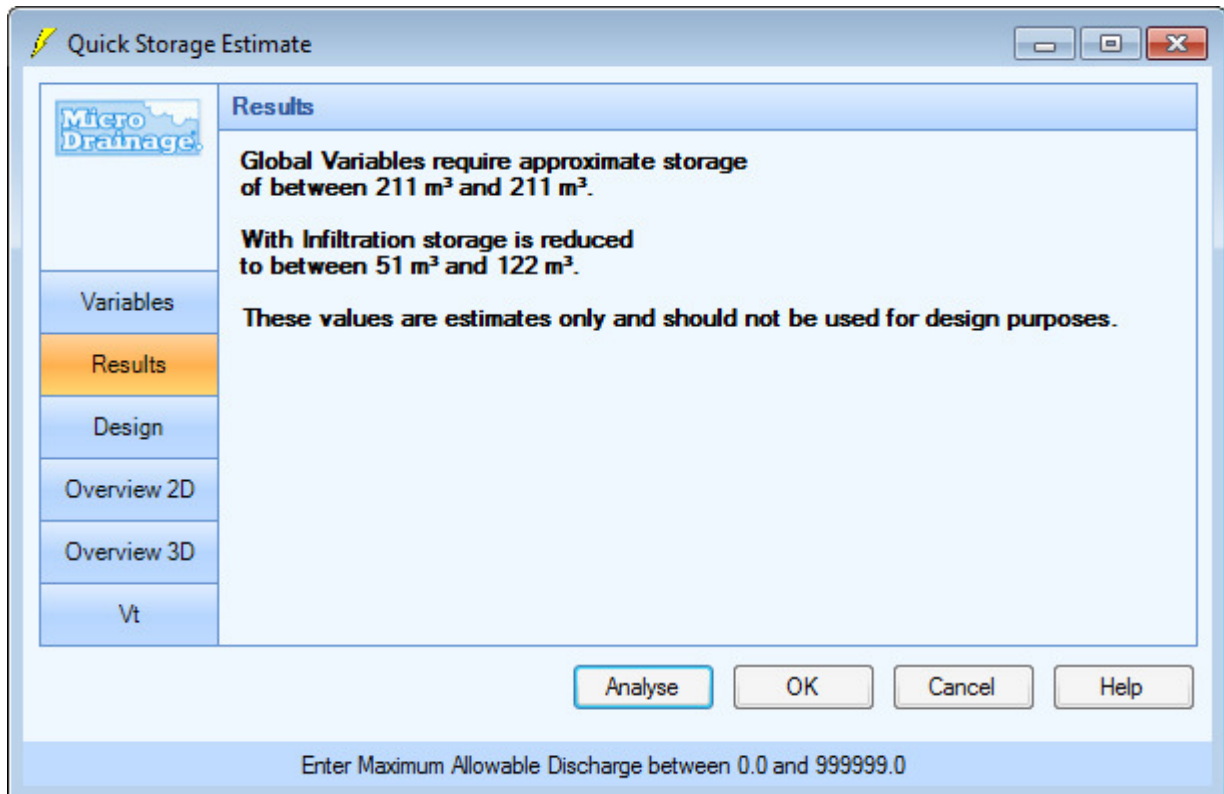 Quick Storage Estimate
Micro
Drainage.
Results
Global Variables require approximate storage
of between 211 m³ and 211 m³.
With Infiltration storage is reduced
to between 51 m³ and 122 m³.
These values are estimates only and should not be used for design purposes.
Variables
Results
Design
Overview 2D
Overview 3D
Vt
Analyse
OK
Cancel
Help
Enter Maximum Allowable Discharge between 0.0 and 999999.0